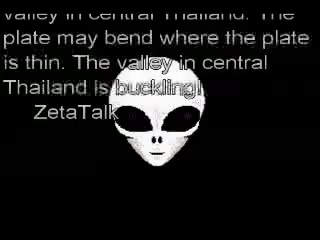 valley in central Thailand. The
plate may bend where the plate
is thin. The valley in central
Thailand is buckling!
ZetaTalk